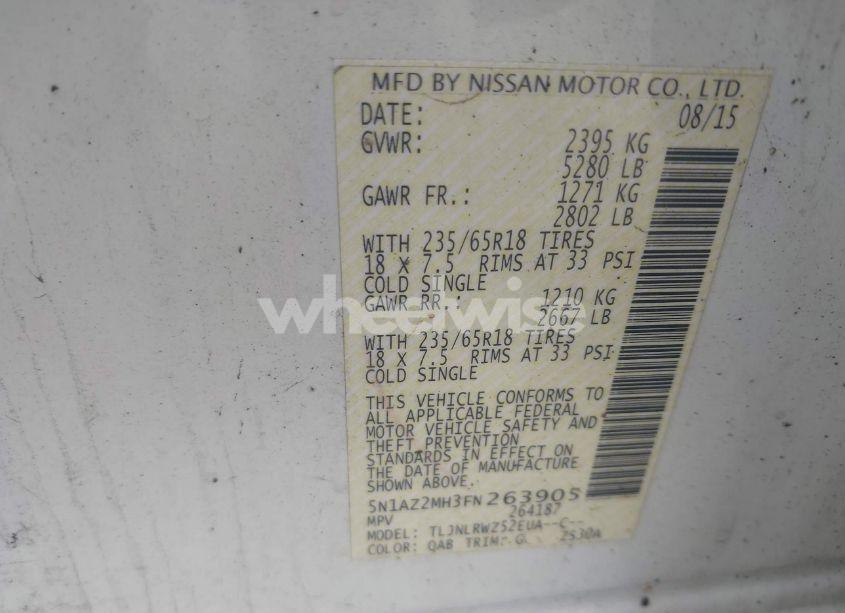 MFD BY NISSAN MOTOR CO., LTD.
DATE: 08/15
GVWR: 2395 KG
5280 LB
GAWR FR.: 1271 KG
2802 LB
WITH 235/65R18 TIRES
18 X 7.5 RIMS AT 33 PSI
COLD SINGLE
GAWR RR.: 1210 KG
2667 LB
wheelwise
WITH 235/65R18 TIRES
18 X 7.5 RIMS AT 33 PSI
COLD SINGLE
THIS VEHICLE CONFORMS TO
ALL APPLICABLE FEDERAL
MOTOR VEHICLE SAFETY AND
THEFT PREVENTION
STANDARDS IN EFFECT ON
THE DATE OF MANUFACTURE
SHOWN ABOVE.
5N1AZ2MH3FN263905
MPV 264187
MODEL: TLJNLRWZ52EUA--C--
COLOR: QAB TRIM: G 2530A